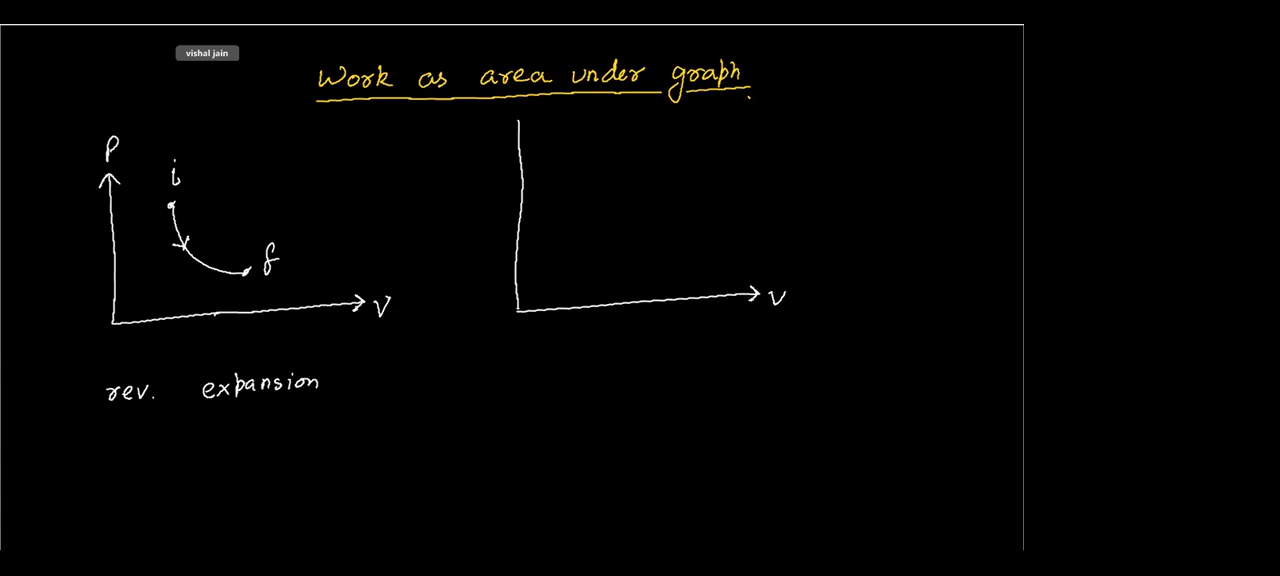 vishal jain
Work as area under graph.
P
i
f
V
V
rev. expansion